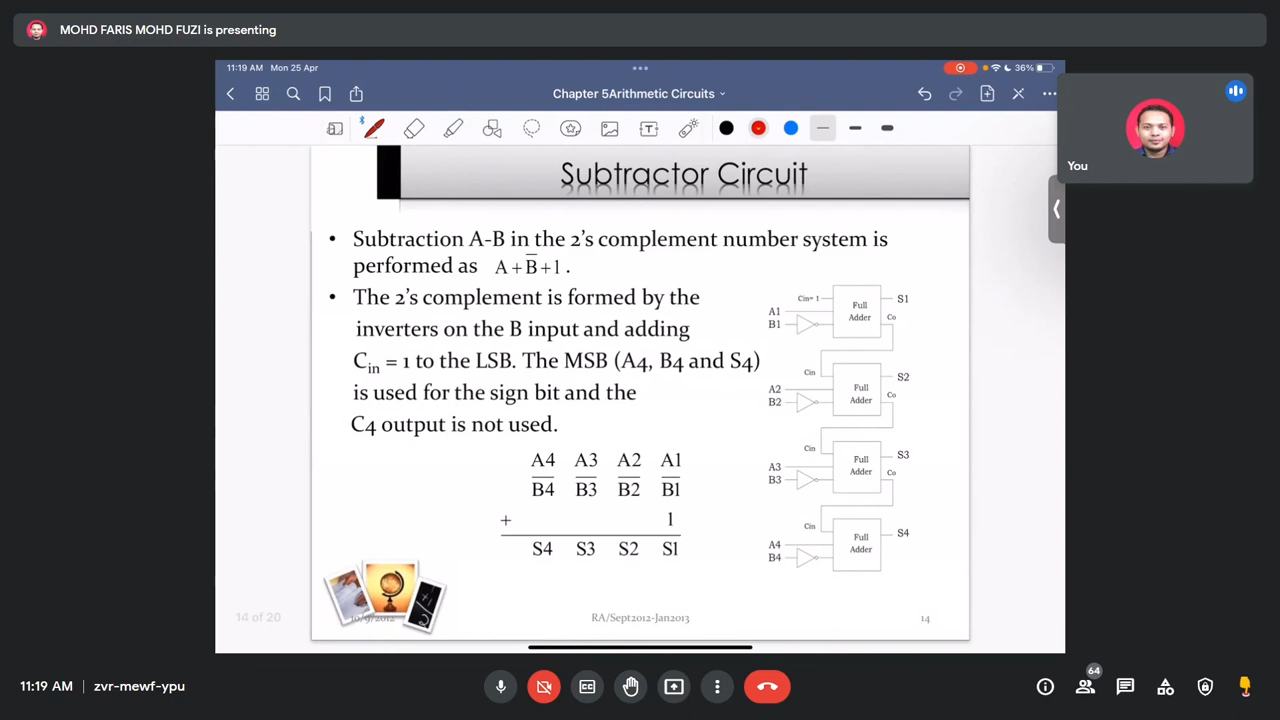 MOHD FARIS MOHD FUZI is presenting
11:19 AM Mon 25 Apr
36%
Chapter 5Arithmetic Circuits
You
Subtractor Circuit
• Subtraction A-B in the 2's complement number system is
performed as A + B̅ + 1 .
• The 2's complement is formed by the
inverters on the B input and adding
Cin = 1 to the LSB. The MSB (A4, B4 and S4)
is used for the sign bit and the
C4 output is not used.
A4 A3 A2 A1
B̅4̅ B̅3̅ B̅2̅ B̅1̅
+ 1
S4 S3 S2 S1
Cin= 1
A1
B1
Full
Adder
S1
Co
Cin
A2
B2
Full
Adder
S2
Co
Cin
A3
B3
Full
Adder
S3
Co
Cin
A4
B4
Full
Adder
S4
14 of 20
10/9/2012
RA/Sept2012-Jan2013
14
11:19 AM | zvr-mewf-ypu
64